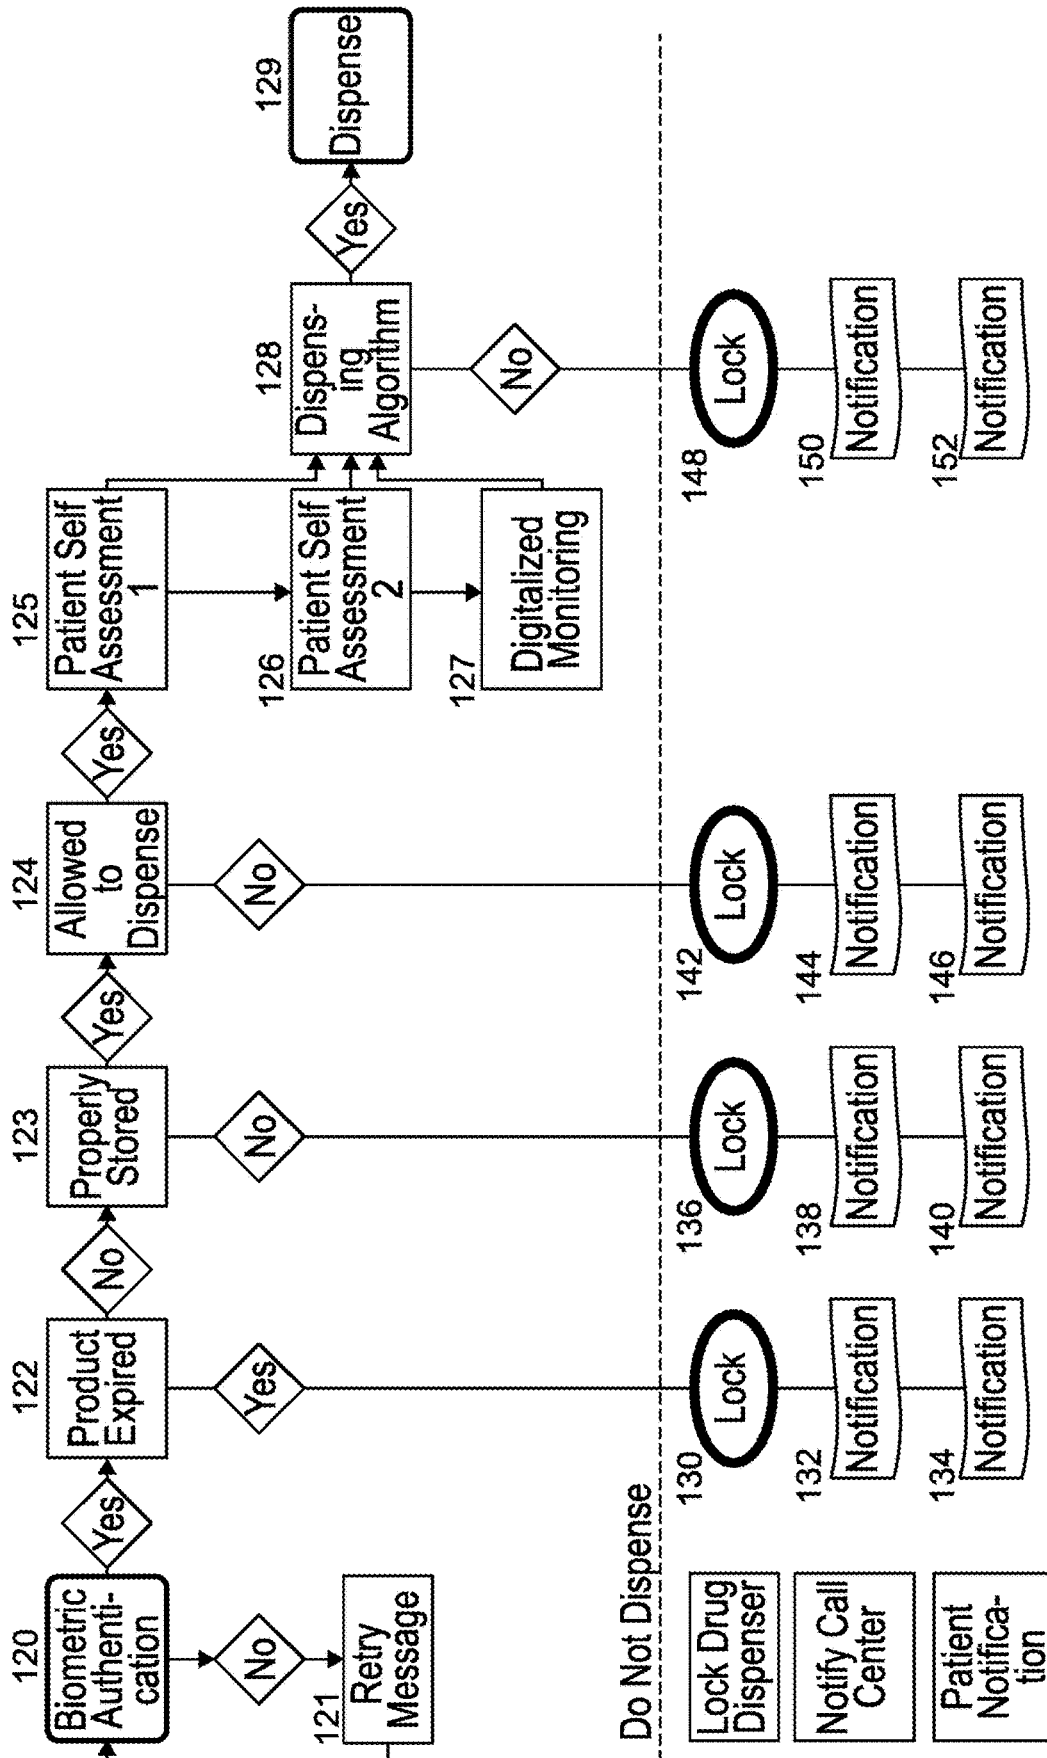 120
Biometric
Authenti-
cation
Yes
No
121
Retry
Message
122
Product
Expired
No
Yes
123
Properly
Stored
Yes
No
124
Allowed
to
Dispense
Yes
No
125
Patient Self
Assessment
1
126
Patient Self
Assessment
2
127
Digitalized
Monitoring
128
Dispens-
ing
Algorithm
Yes
No
129
Dispense
Do Not Dispense
Lock Drug
Dispenser
130
Lock
136
Lock
142
Lock
148
Lock
Notify Call
Center
132
Notification
138
Notification
144
Notification
150
Notification
Patient
Notifica-
tion
134
Notification
140
Notification
146
Notification
152
Notification